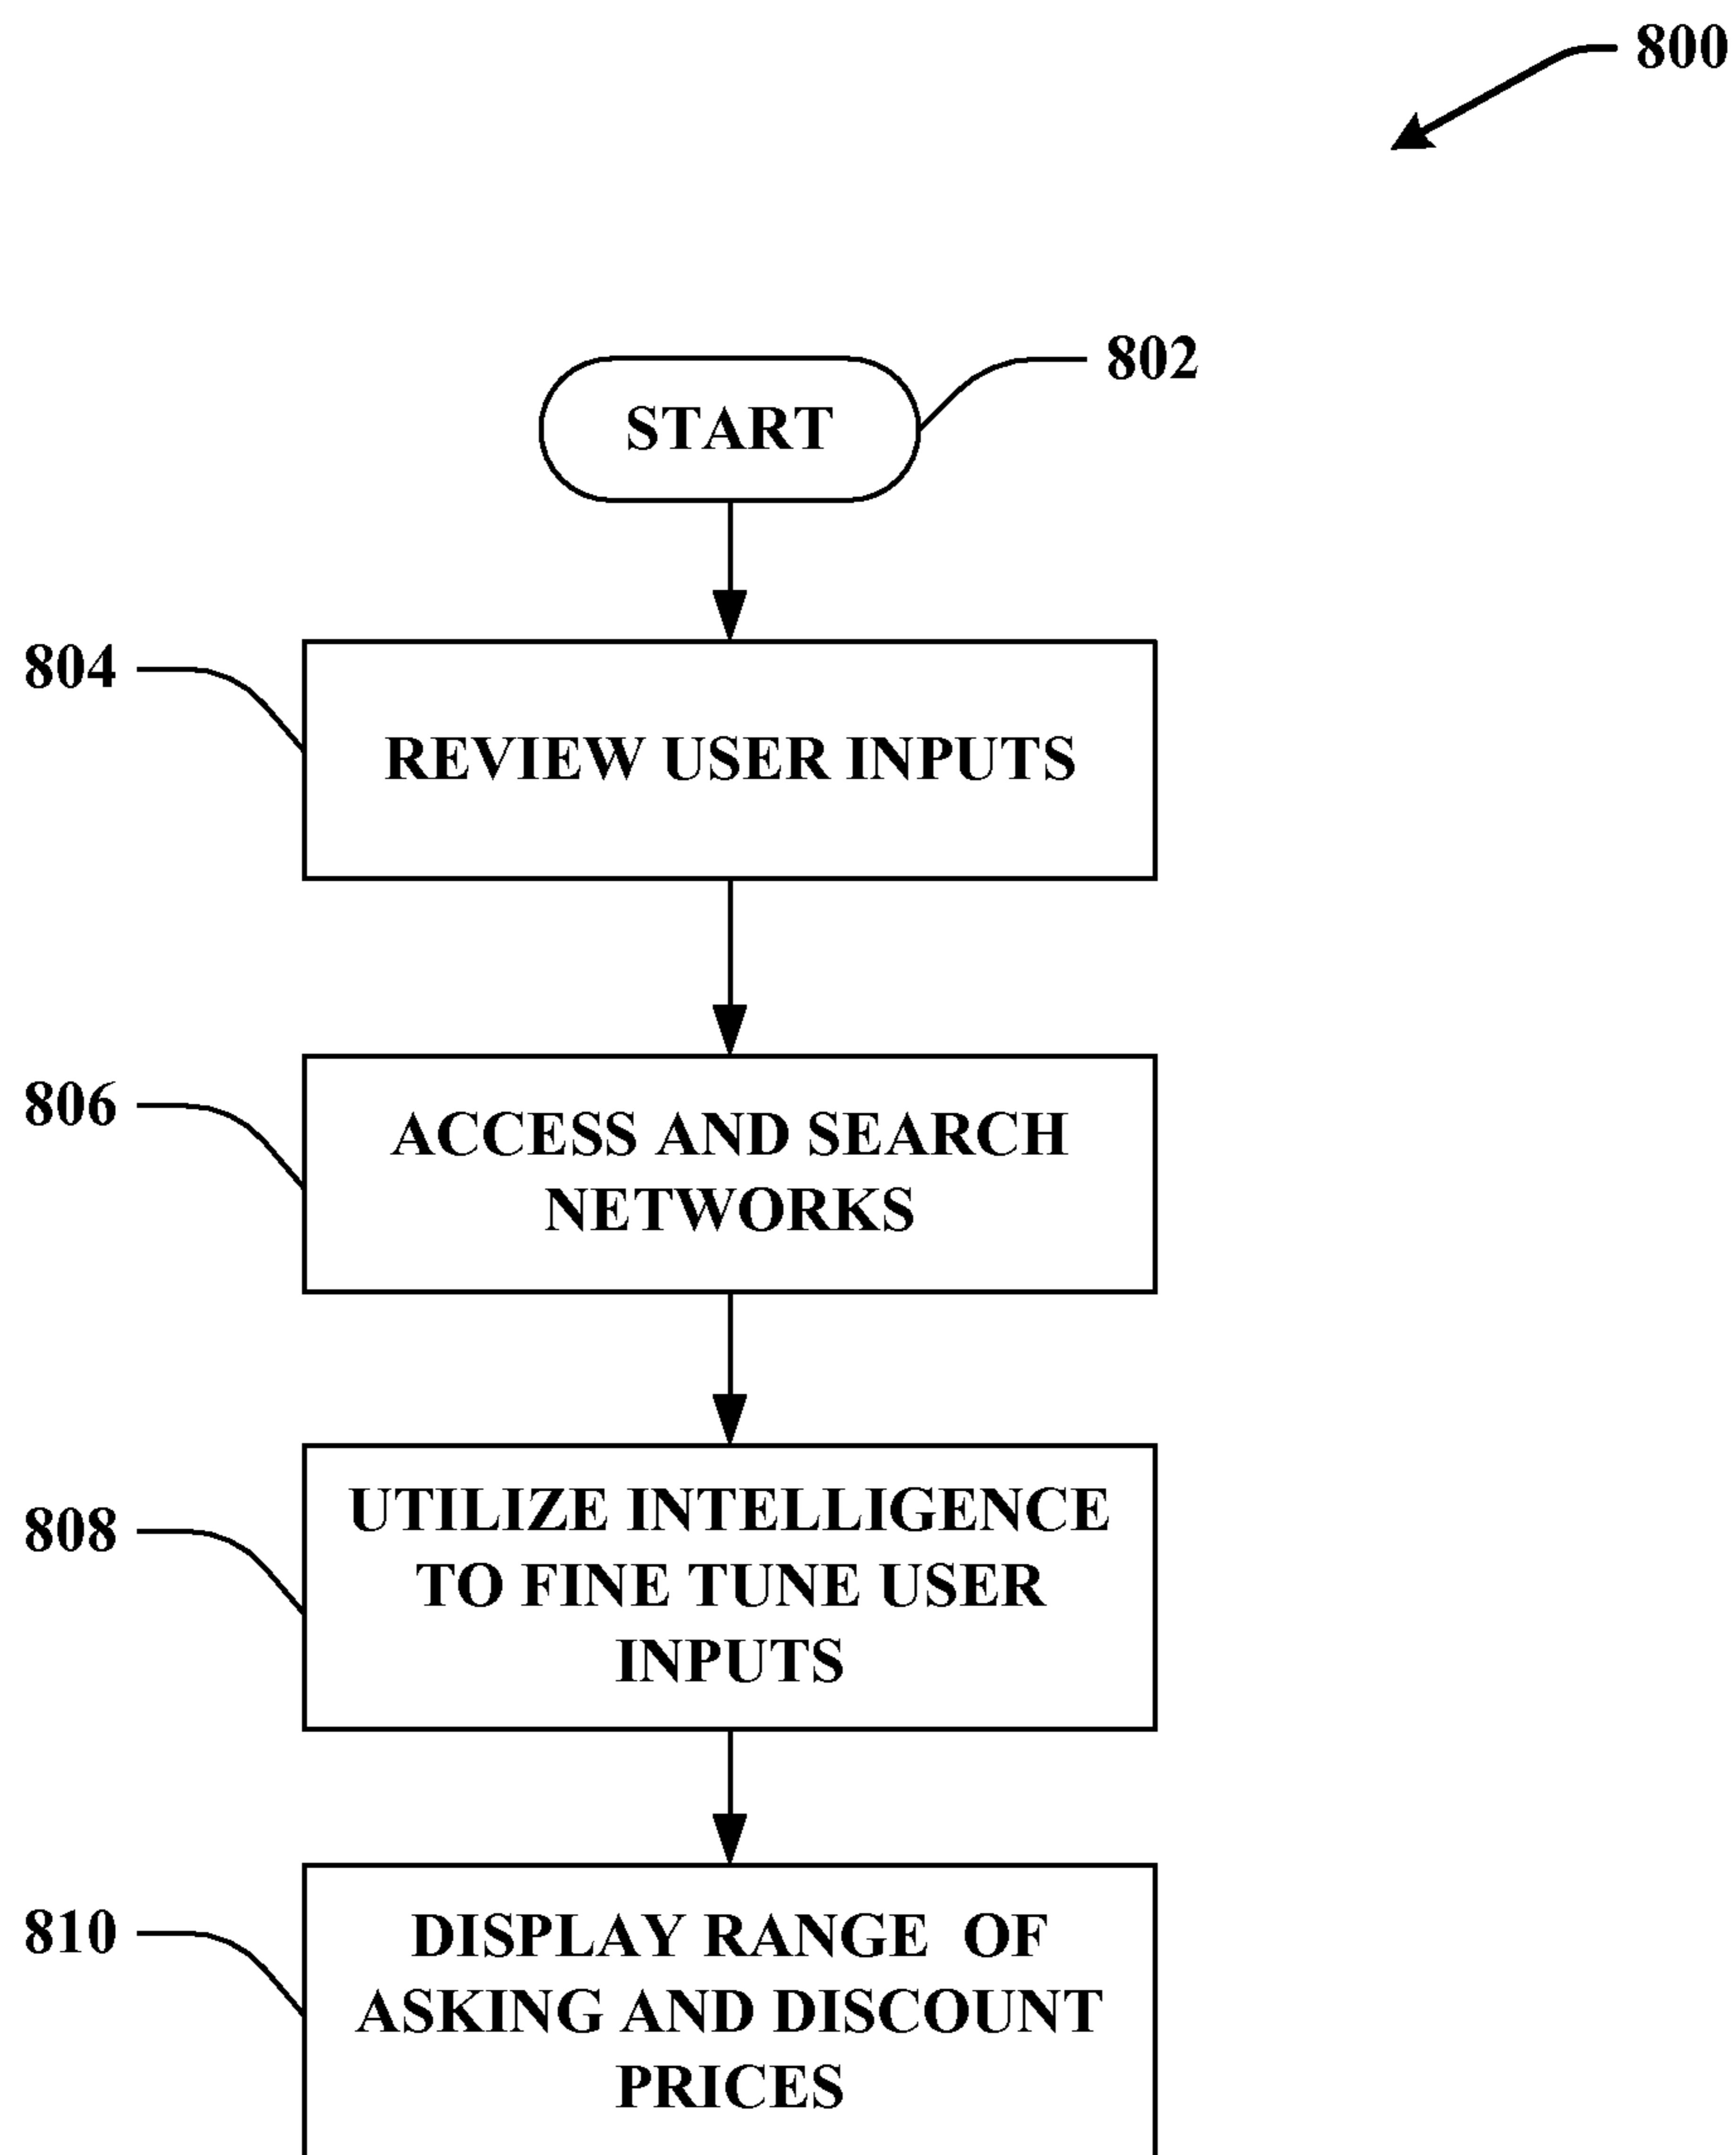 800
802
START
804
REVIEW USER INPUTS
806
ACCESS AND SEARCH
NETWORKS
808
UTILIZE INTELLIGENCE
TO FINE TUNE USER
INPUTS
810
DISPLAY RANGE OF
ASKING AND DISCOUNT
PRICES